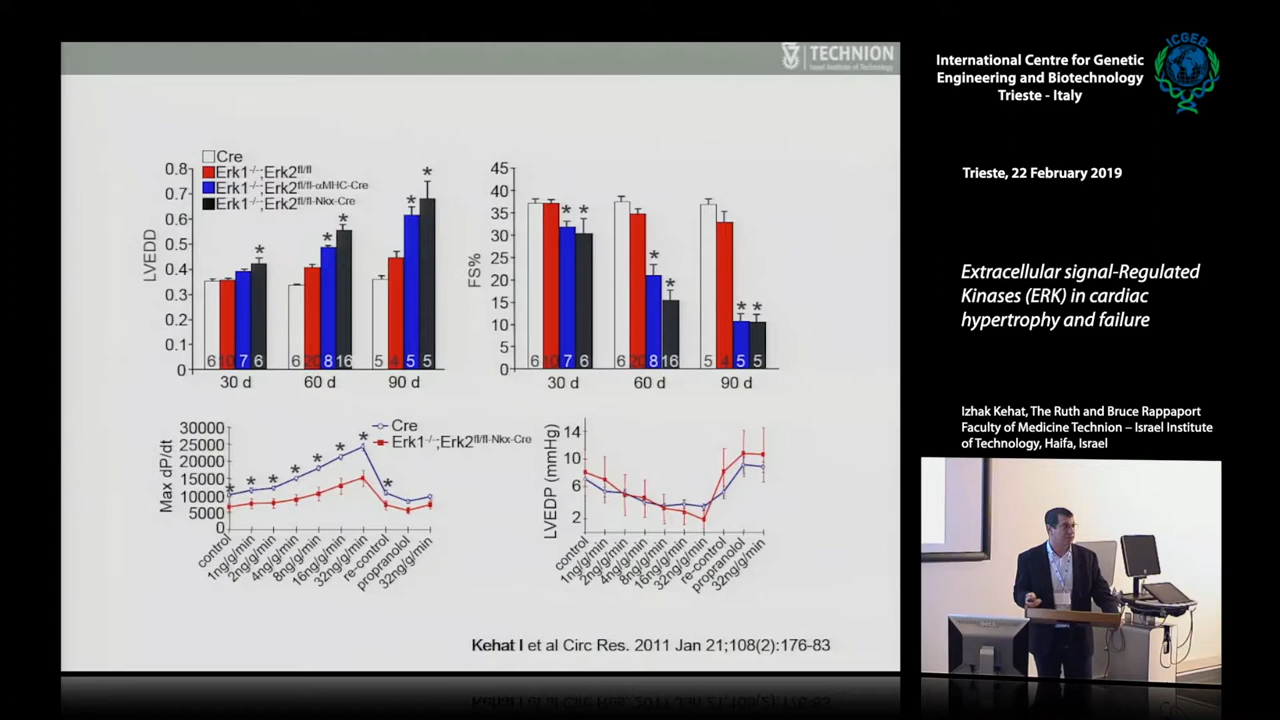 TECHNION
Israel Institute of Technology
Cre
Erk1-/-;Erk2fl/fl
Erk1-/-;Erk2fl/fl-αMHC-Cre
Erk1-/-;Erk2fl/fl-Nkx-Cre
LVEDD
0.8
0.7
0.6
0.5
0.4
0.3
0.2
0.1
0
* * * * *
6 10 7 6 6 20 8 16 5 4 5 5
30 d 60 d 90 d
FS%
45
40
35
30
25
20
15
10
5
0
* * * * * *
6 10 7 6 6 20 8 16 5 4 5 5
30 d 60 d 90 d
Cre
Erk1-/-;Erk2fl/fl-Nkx-Cre
Max dP/dt
30000
25000
20000
15000
10000
5000
0
* * * * * * * *
control
1ng/g/min
2ng/g/min
4ng/g/min
8ng/g/min
16ng/g/min
32ng/g/min
re-control
propranolol
32ng/g/min
LVEDP (mmHg)
14
10
6
2
control
1ng/g/min
2ng/g/min
4ng/g/min
8ng/g/min
16ng/g/min
32ng/g/min
re-control
propranolol
32ng/g/min
Kehat I et al Circ Res. 2011 Jan 21;108(2):176-83
International Centre for Genetic
Engineering and Biotechnology
Trieste - Italy
ICGEB
Trieste, 22 February 2019
Extracellular signal-Regulated
Kinases (ERK) in cardiac
hypertrophy and failure
Izhak Kehat, The Ruth and Bruce Rappaport
Faculty of Medicine Technion – Israel Institute
of Technology, Haifa, Israel